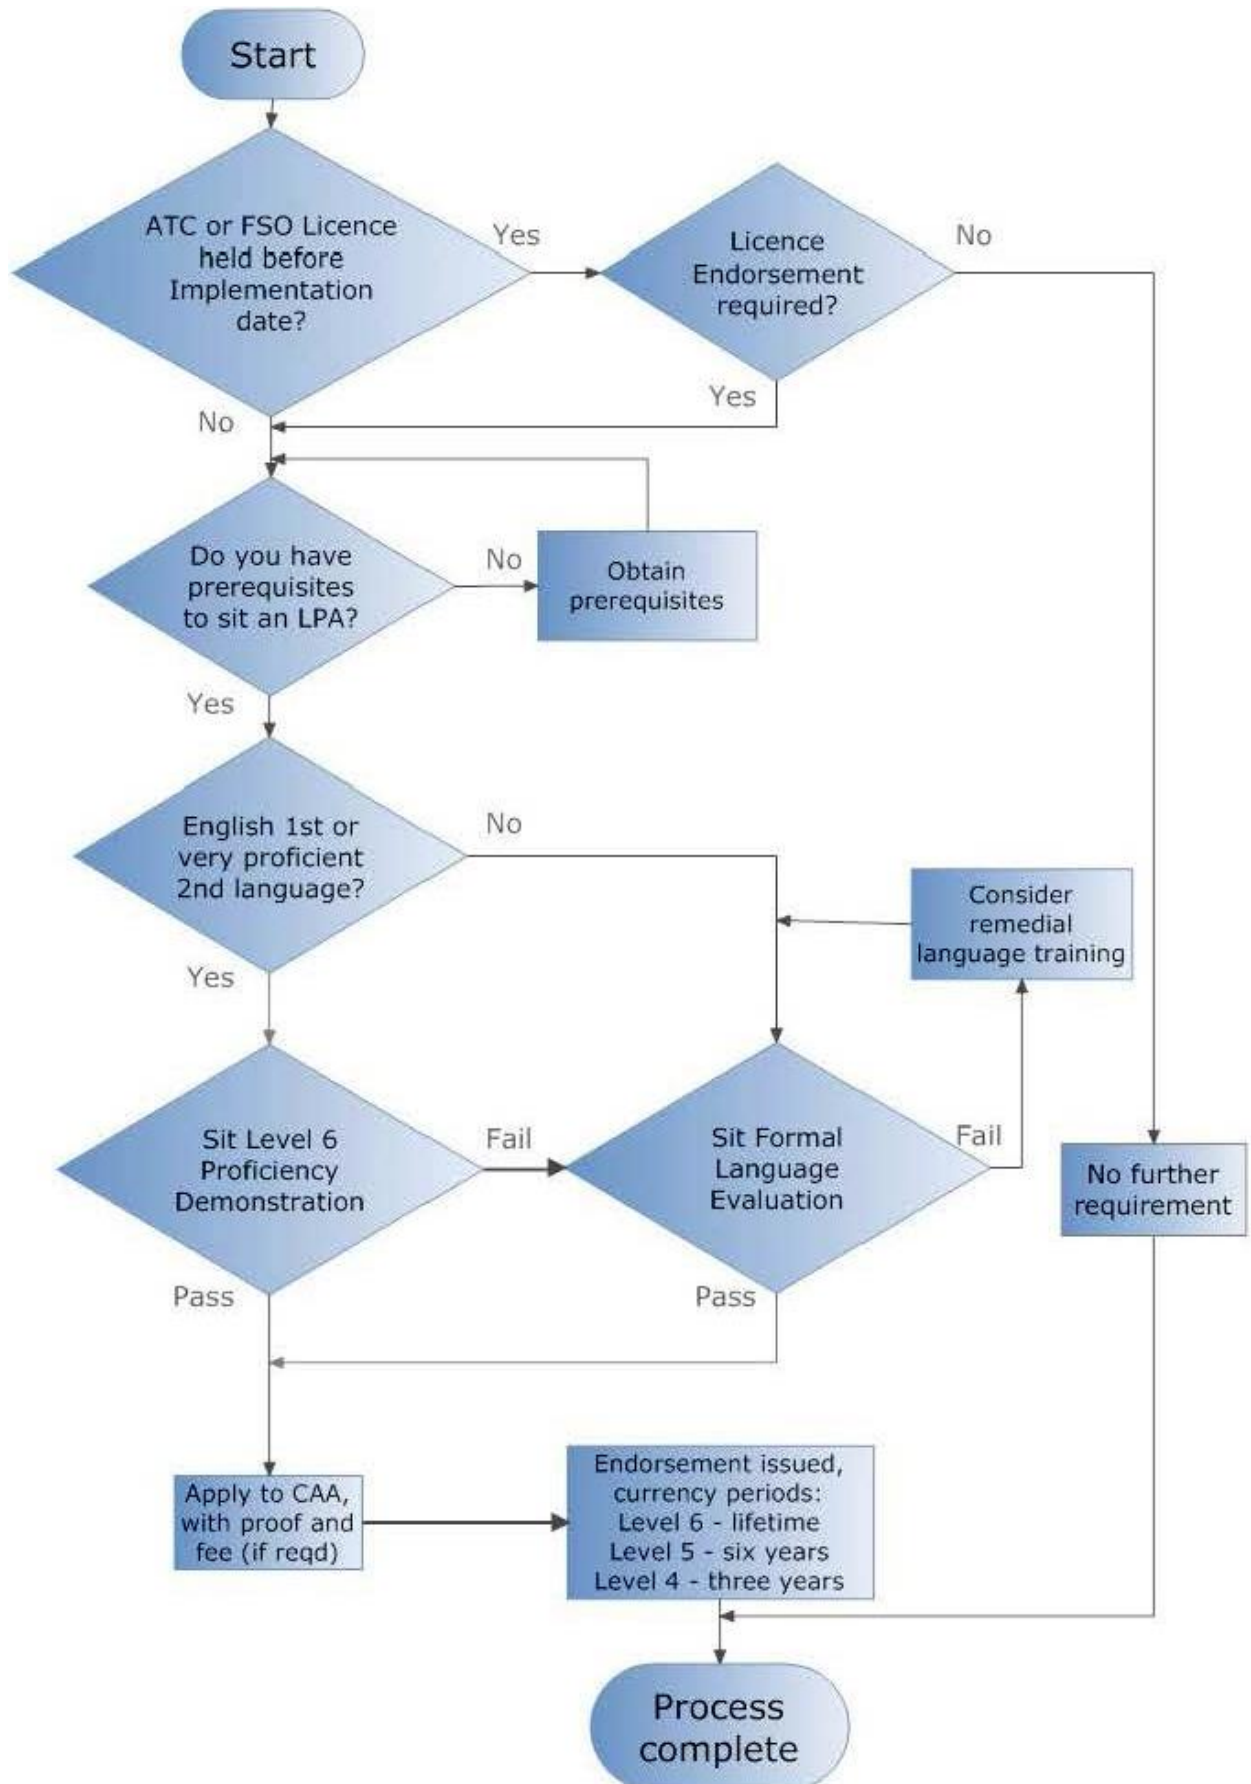 Start
ATC or FSO Licence
held before
Implementation
date?
Yes
Licence
Endorsement
required?
No
Yes
No
Do you have
prerequisites
to sit an LPA?
No
Obtain
prerequisites
Yes
English 1st or
very proficient
2nd language?
No
Consider
remedial
language training
Yes
Sit Level 6
Proficiency
Demonstration
Fail
Sit Formal
Language
Evaluation
Fail
No further
requirement
Pass
Pass
Apply to CAA,
with proof and
fee (if reqd)
Endorsement issued,
currency periods:
Level 6 - lifetime
Level 5 - six years
Level 4 - three years
Process
complete